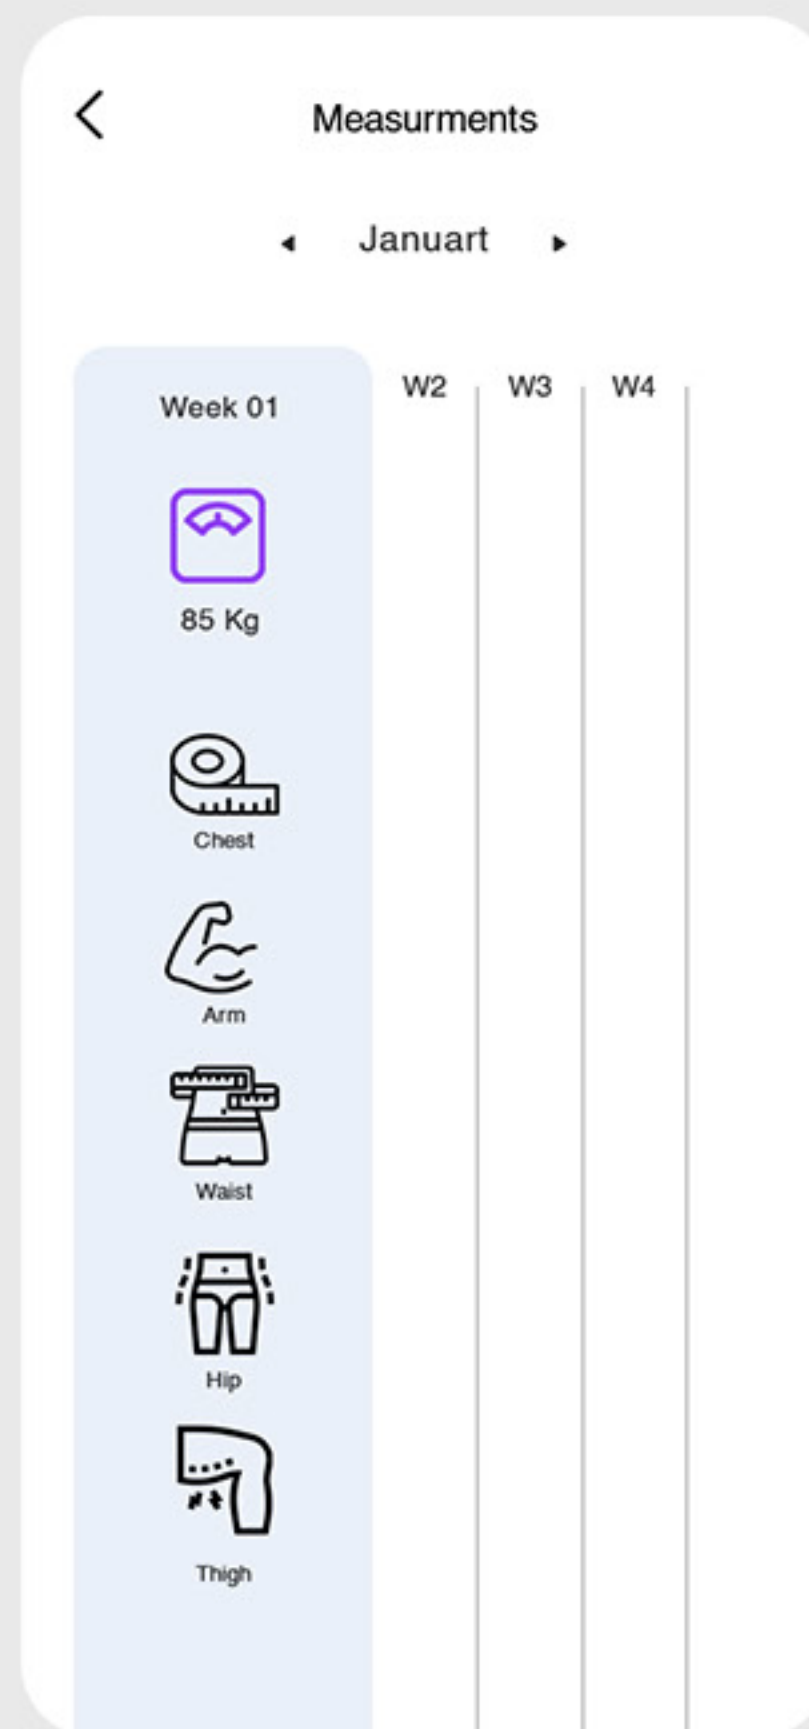 Measurments
Januart
Week 01
W2
W3
W4
85 Kg
Chest
Arm
Waist
Hip
Thigh